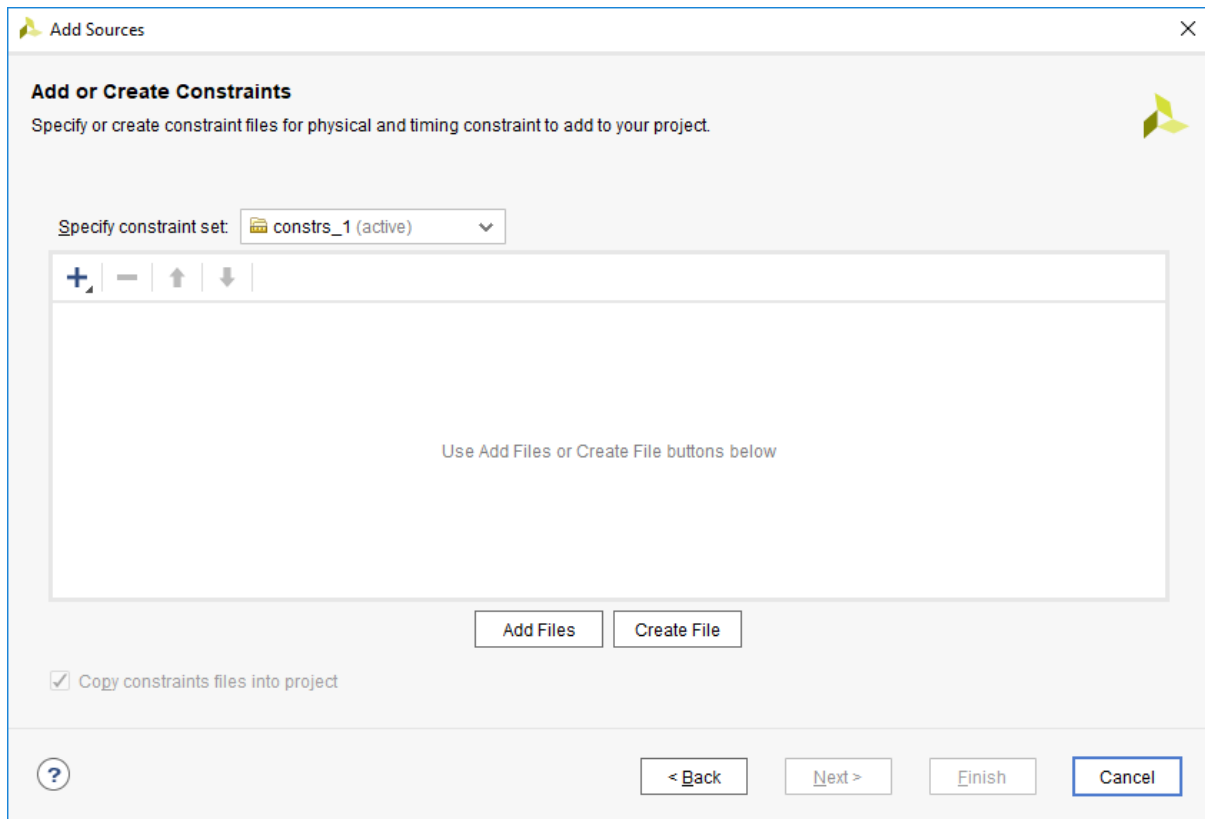 Add Sources
Add or Create Constraints
Specify or create constraint files for physical and timing constraint to add to your project.
Specify constraint set: constrs_1 (active)
Use Add Files or Create File buttons below
Add Files Create File
Copy constraints files into project
? < Back Next > Finish Cancel